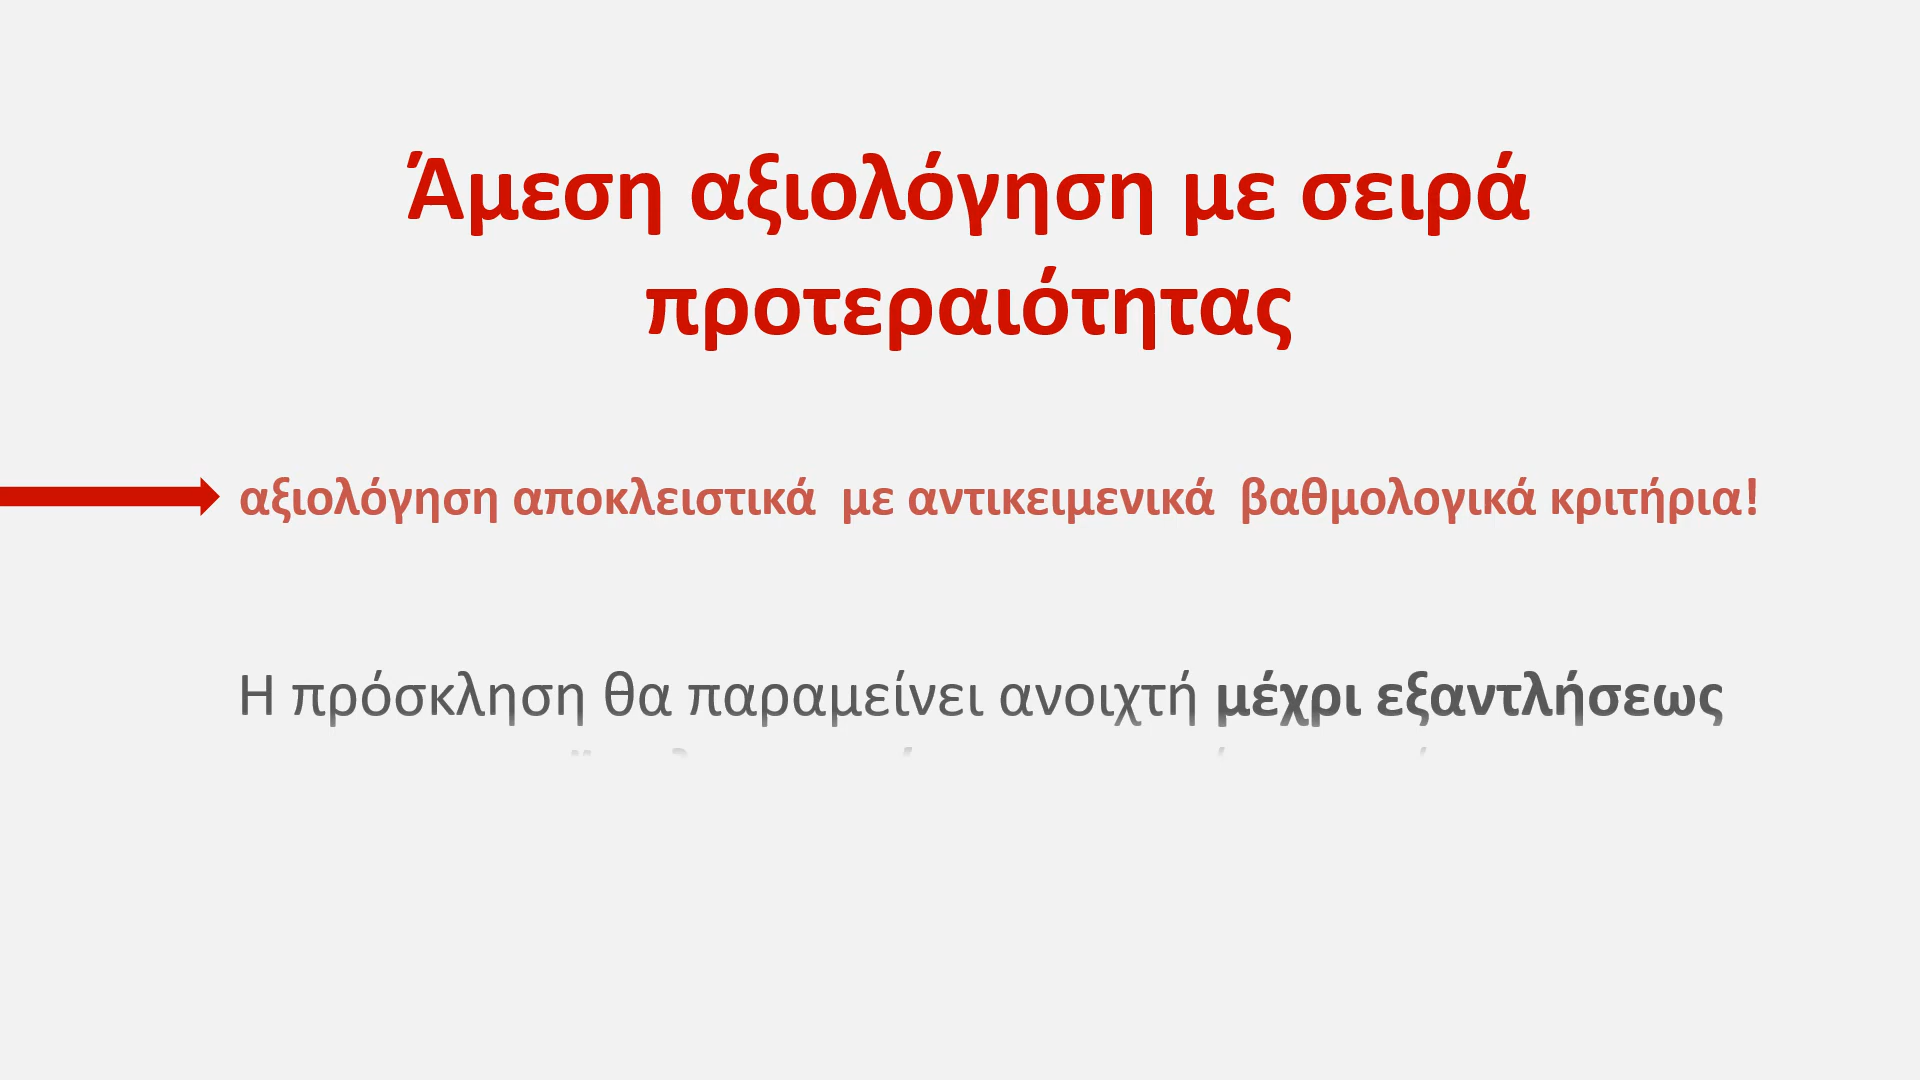 Άμεση αξιολόγηση με σειρά
προτεραιότητας
αξιολόγηση αποκλειστικά με αντικειμενικά βαθμολογικά κριτήρια!
Η πρόσκληση θα παραμείνει ανοιχτή μέχρι εξαντλήσεως